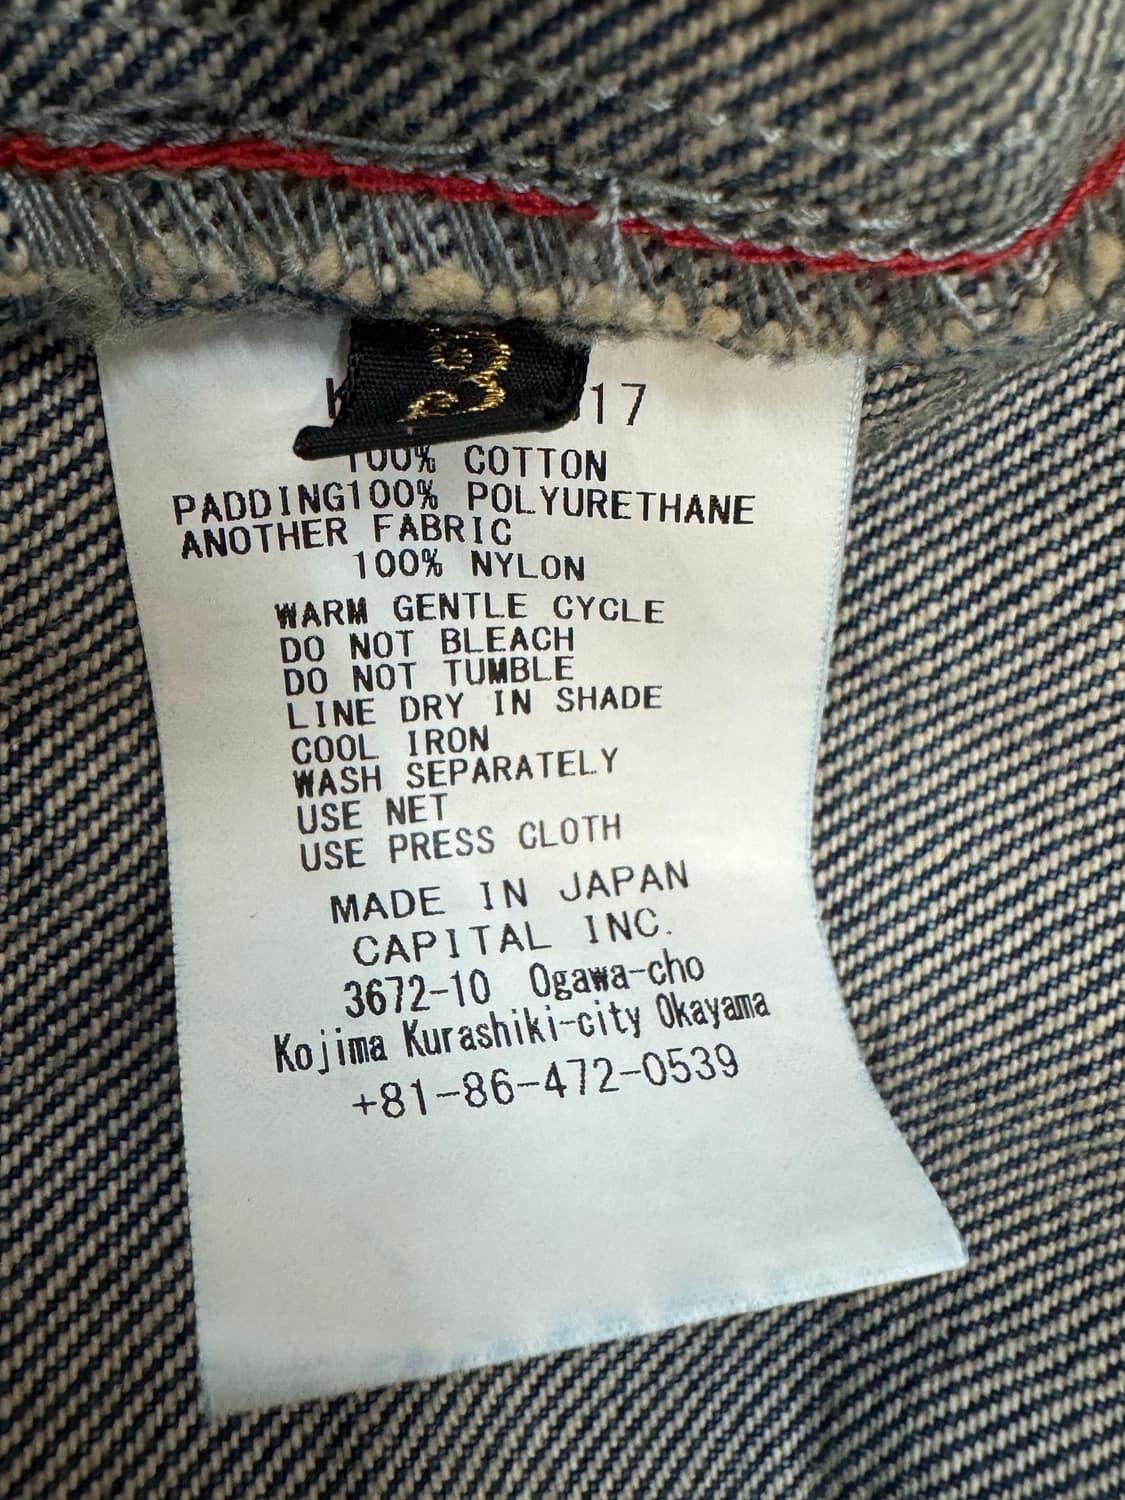 3
17
100% COTTON
PADDING100% POLYURETHANE
ANOTHER FABRIC
100% NYLON
WARM GENTLE CYCLE
DO NOT BLEACH
DO NOT TUMBLE
LINE DRY IN SHADE
COOL IRON
WASH SEPARATELY
USE NET
USE PRESS CLOTH
MADE IN JAPAN
CAPITAL INC.
3672-10 Ogawa-cho
Kojima Kurashiki-city Okayama
+81-86-472-0539